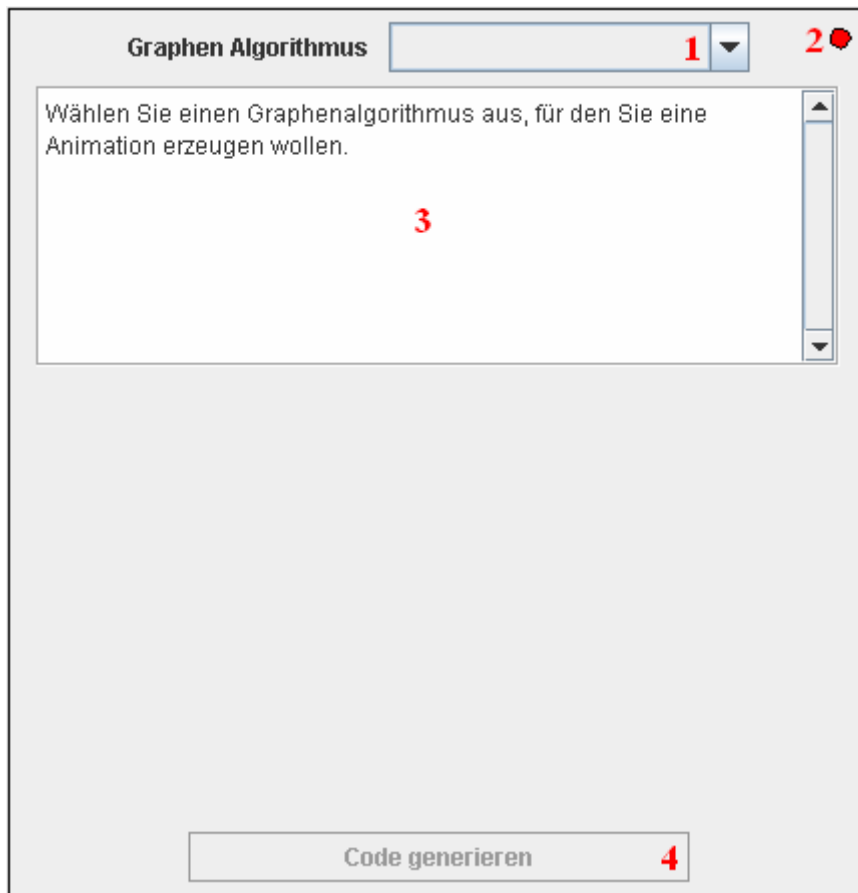 Graphen Algorithmus 1 2
Wählen Sie einen Graphenalgorithmus aus, für den Sie eine
Animation erzeugen wollen.
3
Code generieren 4